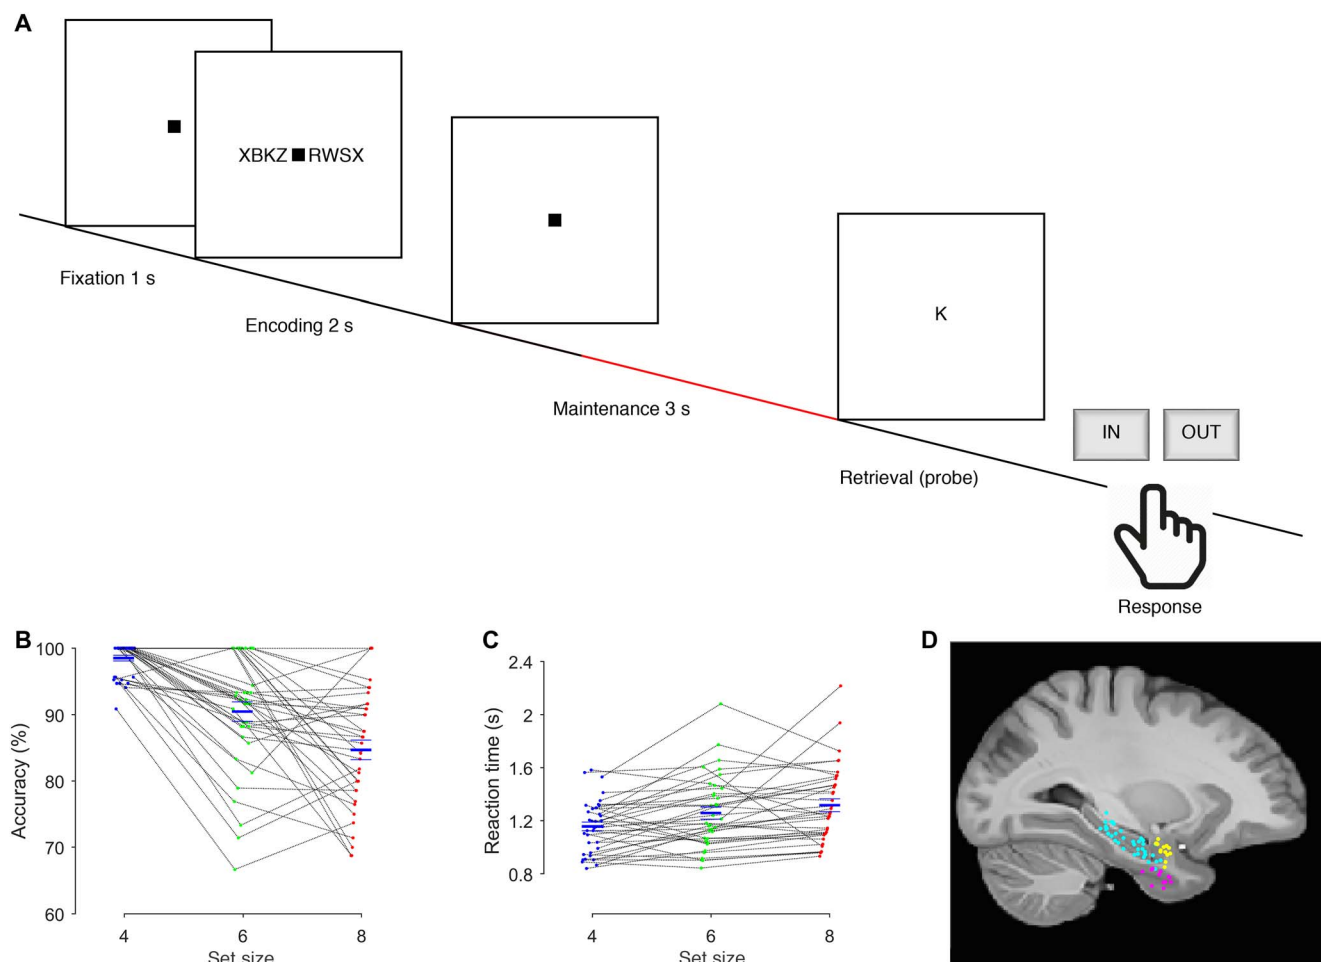 A
XBKZ RWSX
K
Fixation 1 s
Encoding 2 s
Maintenance 3 s
IN OUT
Retrieval (probe)
Response
B
Accuracy (%)
100
90
80
70
60
4 6 8
Set size
C
Reaction time (s)
2.4
2
1.6
1.2
0.8
4 6 8
Set size
D